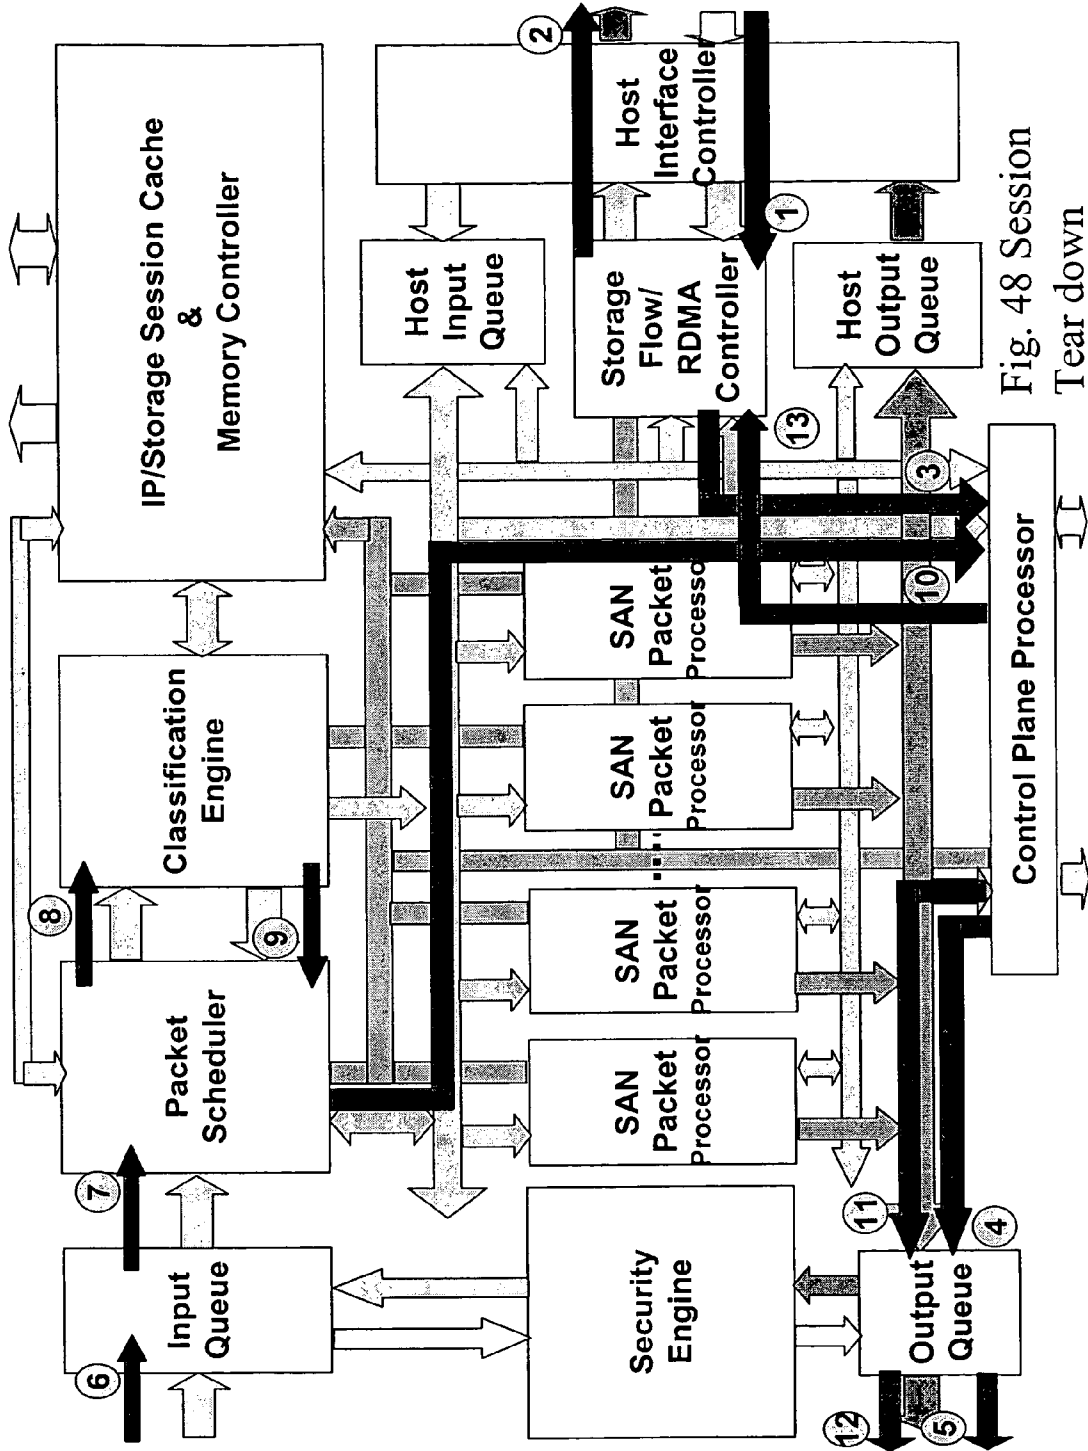 6
7
8
9
2
1
13
3
10
11
4
12
5
Input
Queue
Packet
Scheduler
Classification
Engine
IP/Storage Session Cache
&
Memory Controller
Security
Engine
SAN
Packet
Processor
SAN
Packet
Processor
SAN
Packet
Processor
SAN
Packet
Processor
Host
Input
Queue
Storage
Flow/
RDMA
Controller
Host
Output
Queue
Host
Interface
Controller
Output
Queue
Control Plane Processor
Fig. 48 Session
Tear down